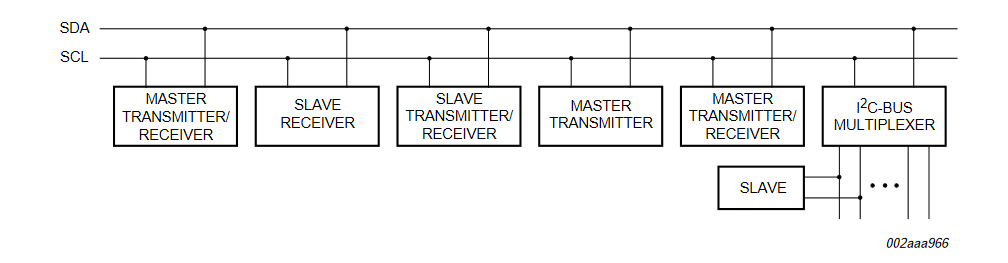 SDA
SCL
MASTER
TRANSMITTER/
RECEIVER
SLAVE
RECEIVER
SLAVE
TRANSMITTER/
RECEIVER
MASTER
TRANSMITTER
MASTER
TRANSMITTER/
RECEIVER
I²C-BUS
MULTIPLEXER
SLAVE
002aaa966